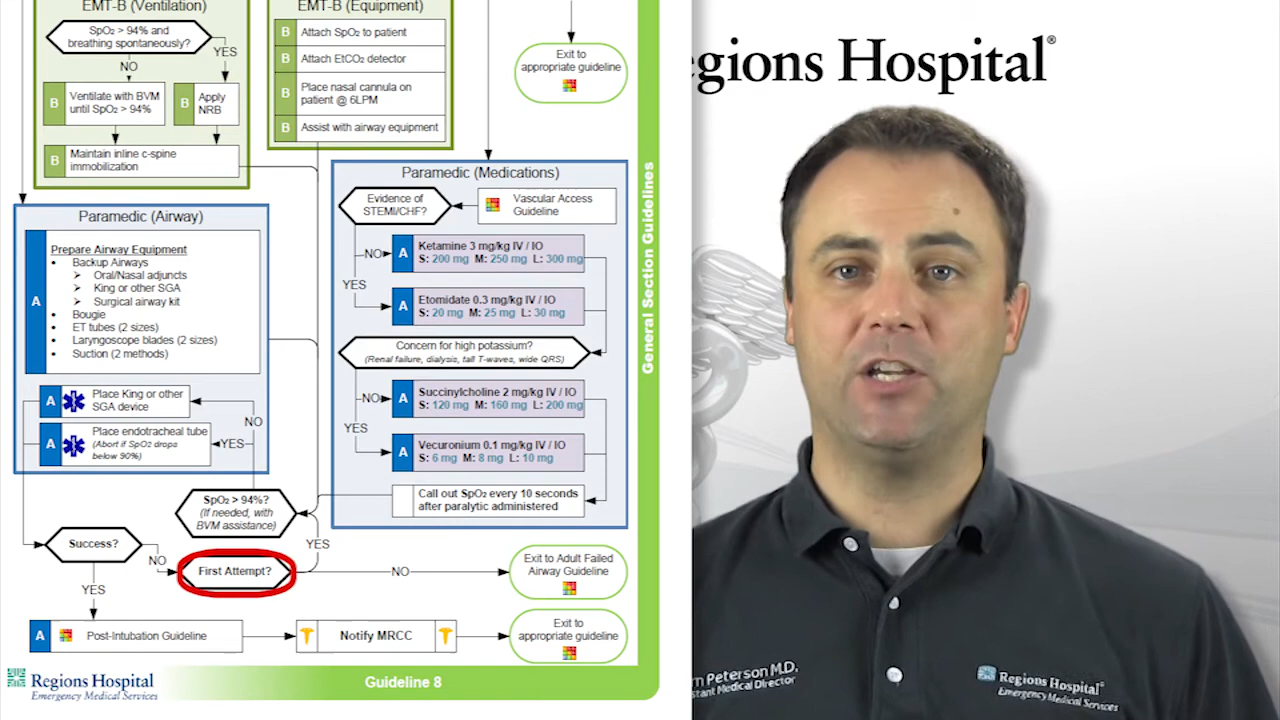 EMT-B (Ventilation)
SpO2 > 94% and
breathing spontaneously?
YES
NO
B Ventilate with BVM
until SpO2 > 94%
B Apply
NRB
B Maintain inline c-spine
immobilization
EMT-B (Equipment)
B Attach SpO2 to patient
B Attach EtCO2 detector
B Place nasal cannula on
patient @ 6LPM
B Assist with airway equipment
Exit to
appropriate guideline
Paramedic (Airway)
A
Prepare Airway Equipment
• Backup Airways
➢ Oral/Nasal adjuncts
➢ King or other SGA
➢ Surgical airway kit
• Bougie
• ET tubes (2 sizes)
• Laryngoscope blades (2 sizes)
• Suction (2 methods)
A Place King or other
SGA device
NO
A Place endotracheal tube
(Abort if SpO2 drops
below 90%)
YES
Paramedic (Medications)
Evidence of
STEMI/CHF?
Vascular Access
Guideline
NO
A Ketamine 3 mg/kg IV / IO
S: 200 mg M: 250 mg L: 300 mg
YES
A Etomidate 0.3 mg/kg IV / IO
S: 20 mg M: 25 mg L: 30 mg
Concern for high potassium?
(Renal failure, dialysis, tall T-waves, wide QRS)
NO
A Succinylcholine 2 mg/kg IV / IO
S: 120 mg M: 160 mg L: 200 mg
YES
A Vecuronium 0.1 mg/kg IV / IO
S: 6 mg M: 8 mg L: 10 mg
Call out SpO2 every 10 seconds
after paralytic administered
SpO2 > 94%?
(If needed, with
BVM assistance)
YES
Success?
NO
First Attempt?
NO
Exit to Adult Failed
Airway Guideline
YES
A Post-Intubation Guideline
Notify MRCC
Exit to
appropriate guideline
General Section Guidelines
Regions Hospital
Emergency Medical Services
Guideline 8
egions Hospital®
rn Peterson M.D.
stant Medical Director
Regions Hospital®
Emergency Medical Services